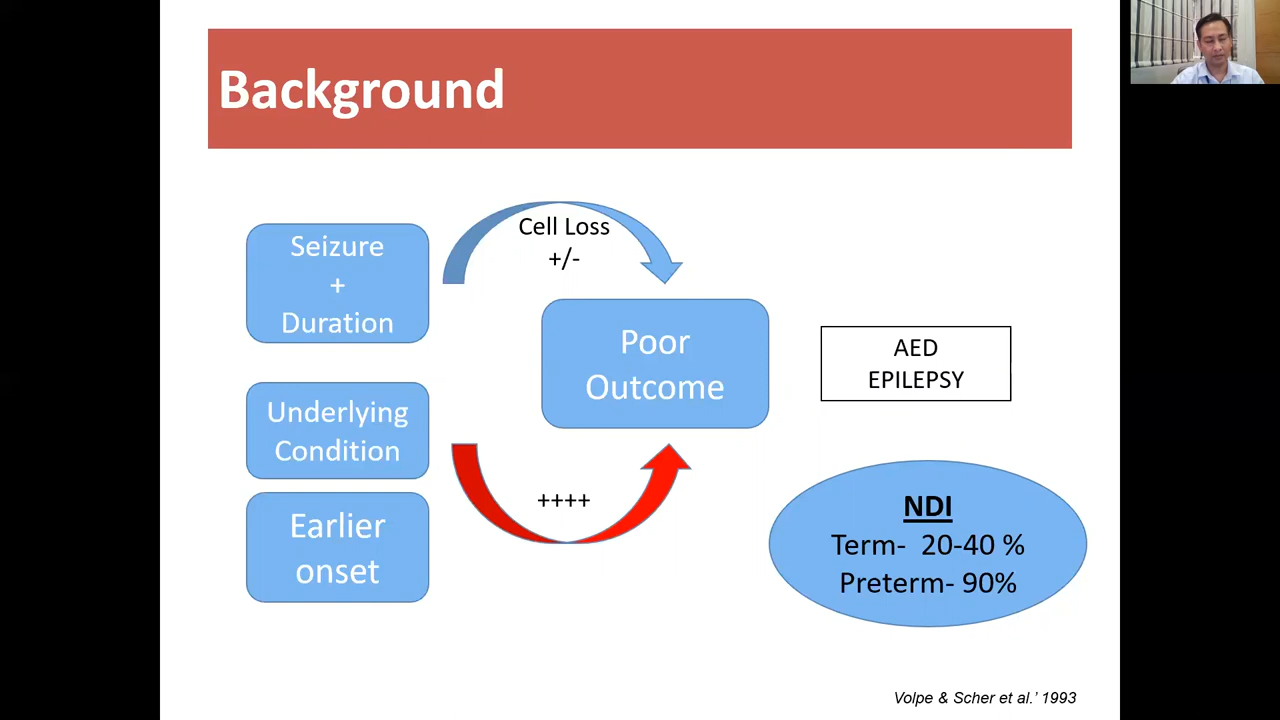 Background
Seizure
+
Duration
Cell Loss
+/-
Poor
Outcome
AED
EPILEPSY
Underlying
Condition
Earlier
onset
++++
NDI
Term- 20-40 %
Preterm- 90%
Volpe & Scher et al.’ 1993